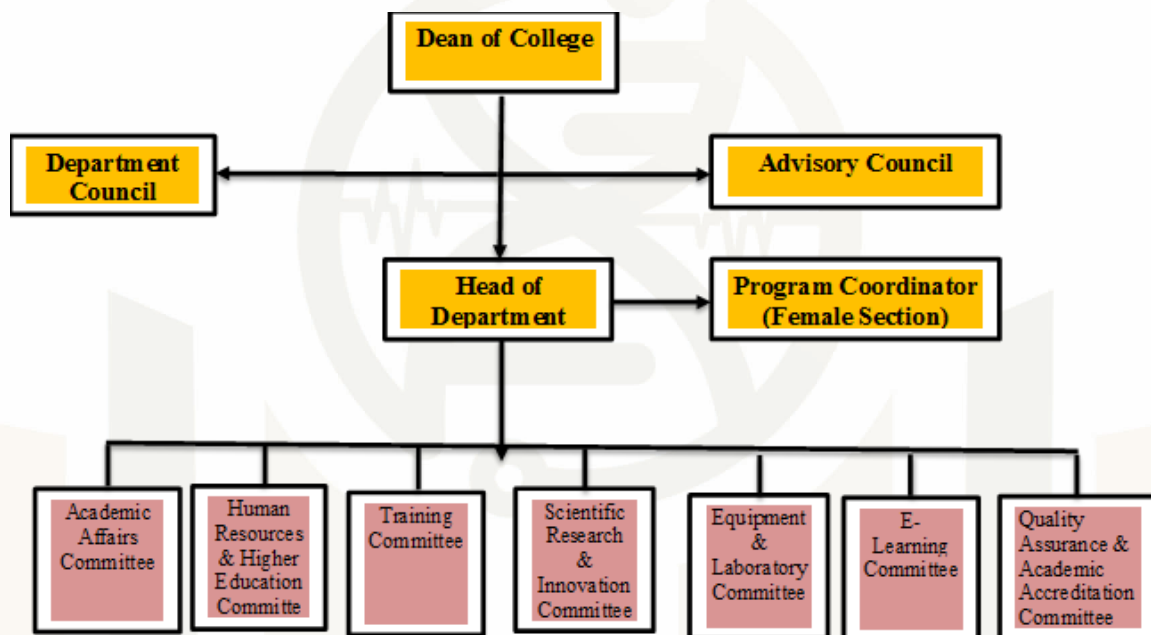 Dean of College
Department
Council
Advisory Council
Head of
Department
Program Coordinator
(Female Section)
Academic
Affairs
Committee
Human
Resources
& Higher
Education
Committe
Training
Committee
Scientific
Research
&
Innovation
Committee
Equipment
&
Laboratory
Committee
E-
Learning
Committee
Quality
Assurance &
Academic
Accreditation
Committee